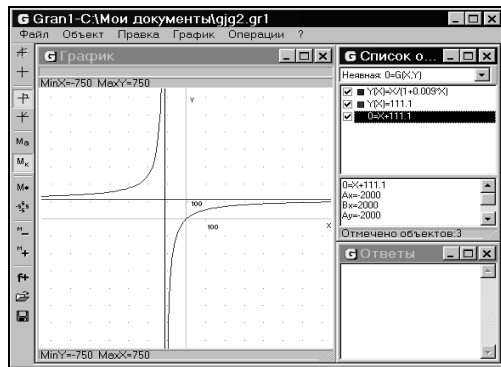 Gran1-C:\Мои документы\gjg2.gr1
Файл Объект Правка График Операции ?
График
MinX=-750 MaxY=750
Y
100
100
X
MinY=-750 MaxX=750
Список о...
Неявная: 0=G(X,Y)
Y(X)=X/(1+0.009*X)
Y(X)=111.1
0=X+111.1
0=X+111.1
Ax=-2000
Bx=2000
Ay=-2000
Отмечено объектов:3
Ответы